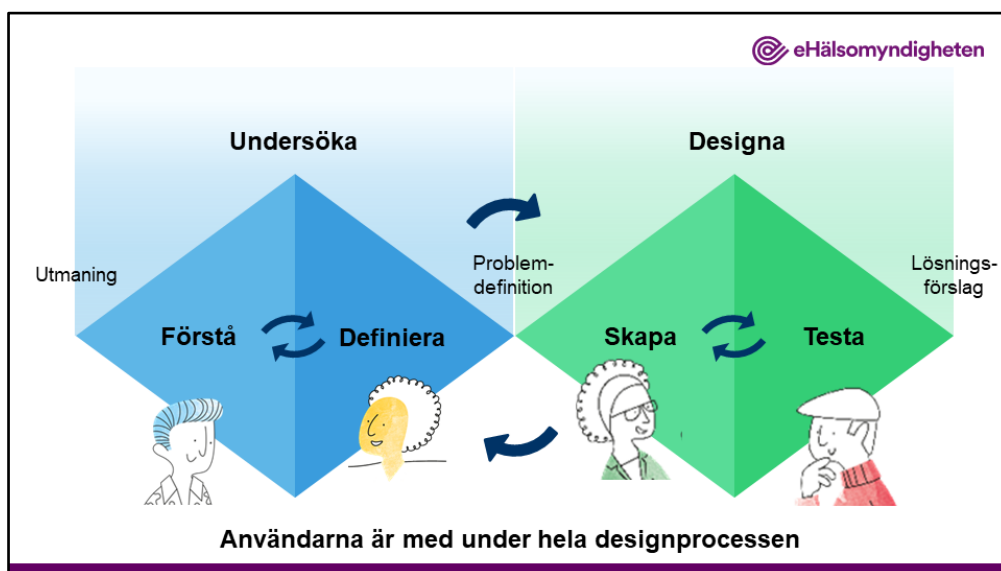 eHälsomyndigheten
Undersöka
Designa
Utmaning
Problem-
definition
Lösnings-
förslag
Förstå
Definiera
Skapa
Testa
Användarna är med under hela designprocessen